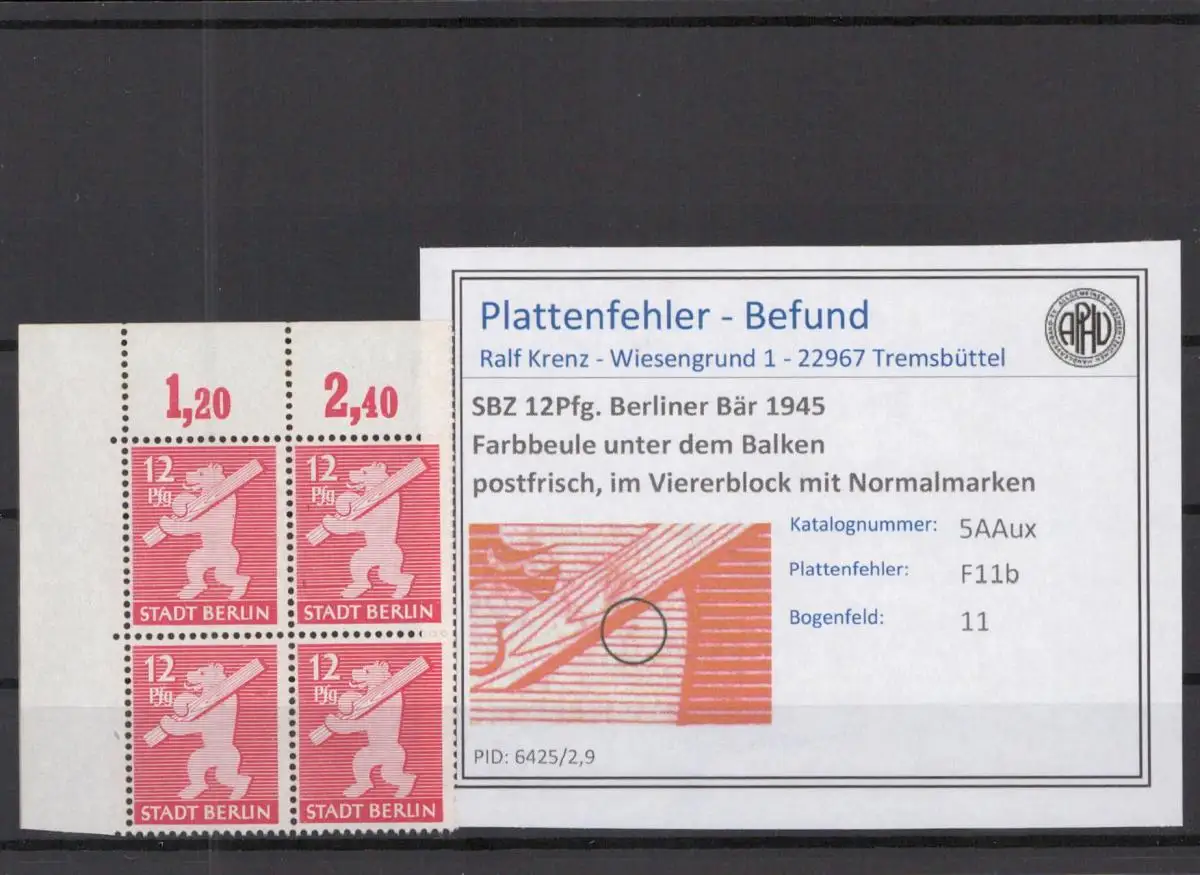 1,20 2,40
12 Pfg STADT BERLIN
12 Pfg STADT BERLIN
12 Pfg STADT BERLIN
12 Pfg STADT BERLIN
Plattenfehler - Befund
Ralf Krenz - Wiesengrund 1 - 22967 Tremsbüttel
APHV
SBZ 12Pfg. Berliner Bär 1945
Farbbeule unter dem Balken
postfrisch, im Viererblock mit Normalmarken
Katalognummer: 5AAux
Plattenfehler: F11b
Bogenfeld: 11
PID: 6425/2,9